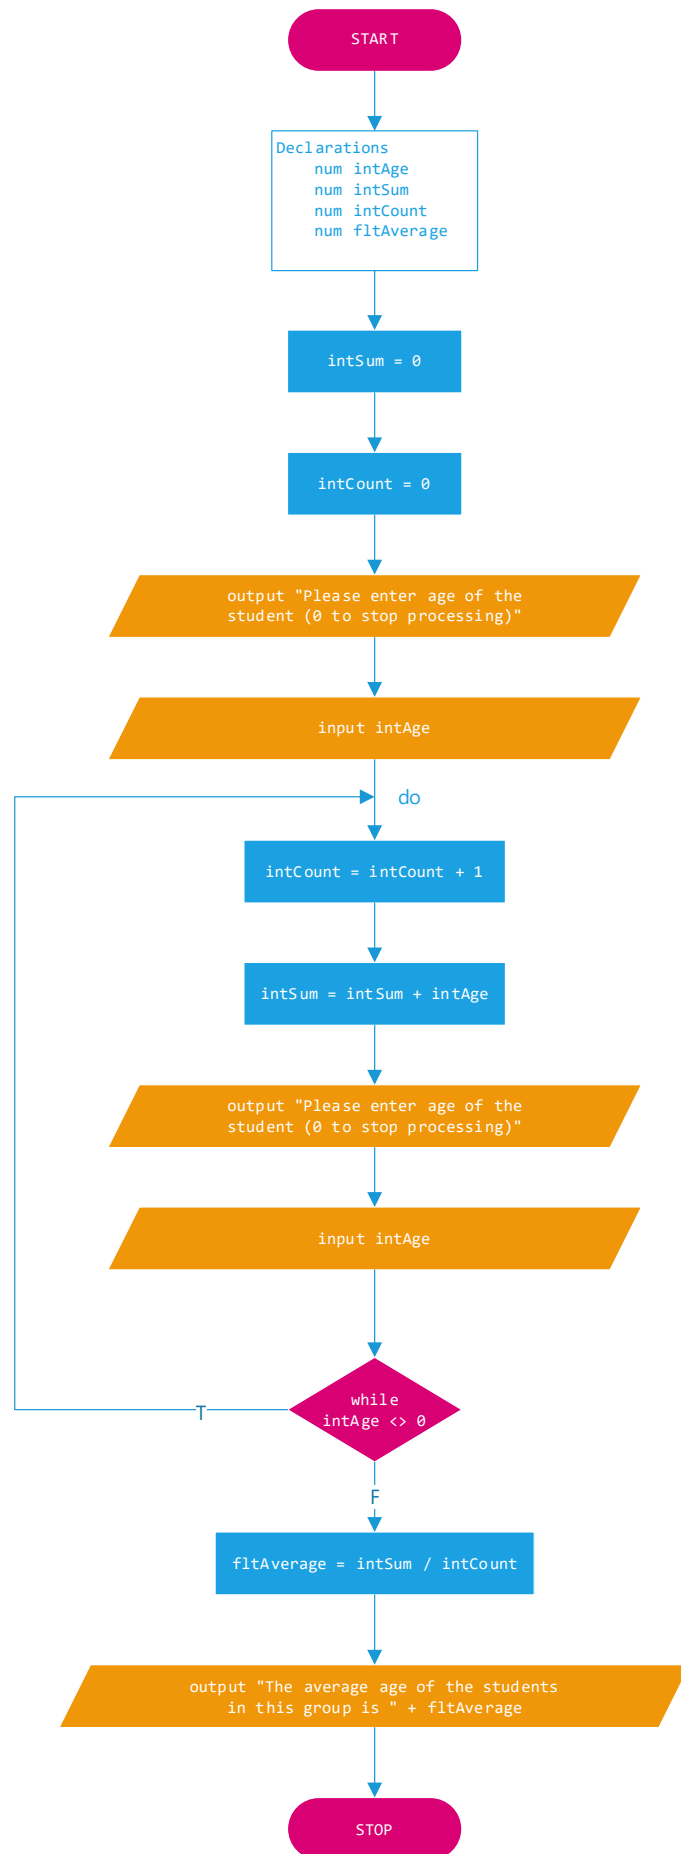 START
Declarations
num intAge
num intSum
num intCount
num fltAverage
intSum = 0
intCount = 0
output "Please enter age of the
student (0 to stop processing)"
input intAge
do
intCount = intCount + 1
intSum = intSum + intAge
output "Please enter age of the
student (0 to stop processing)"
input intAge
while
intAge <> 0
T
F
fltAverage = intSum / intCount
output "The average age of the students
in this group is " + fltAverage
STOP